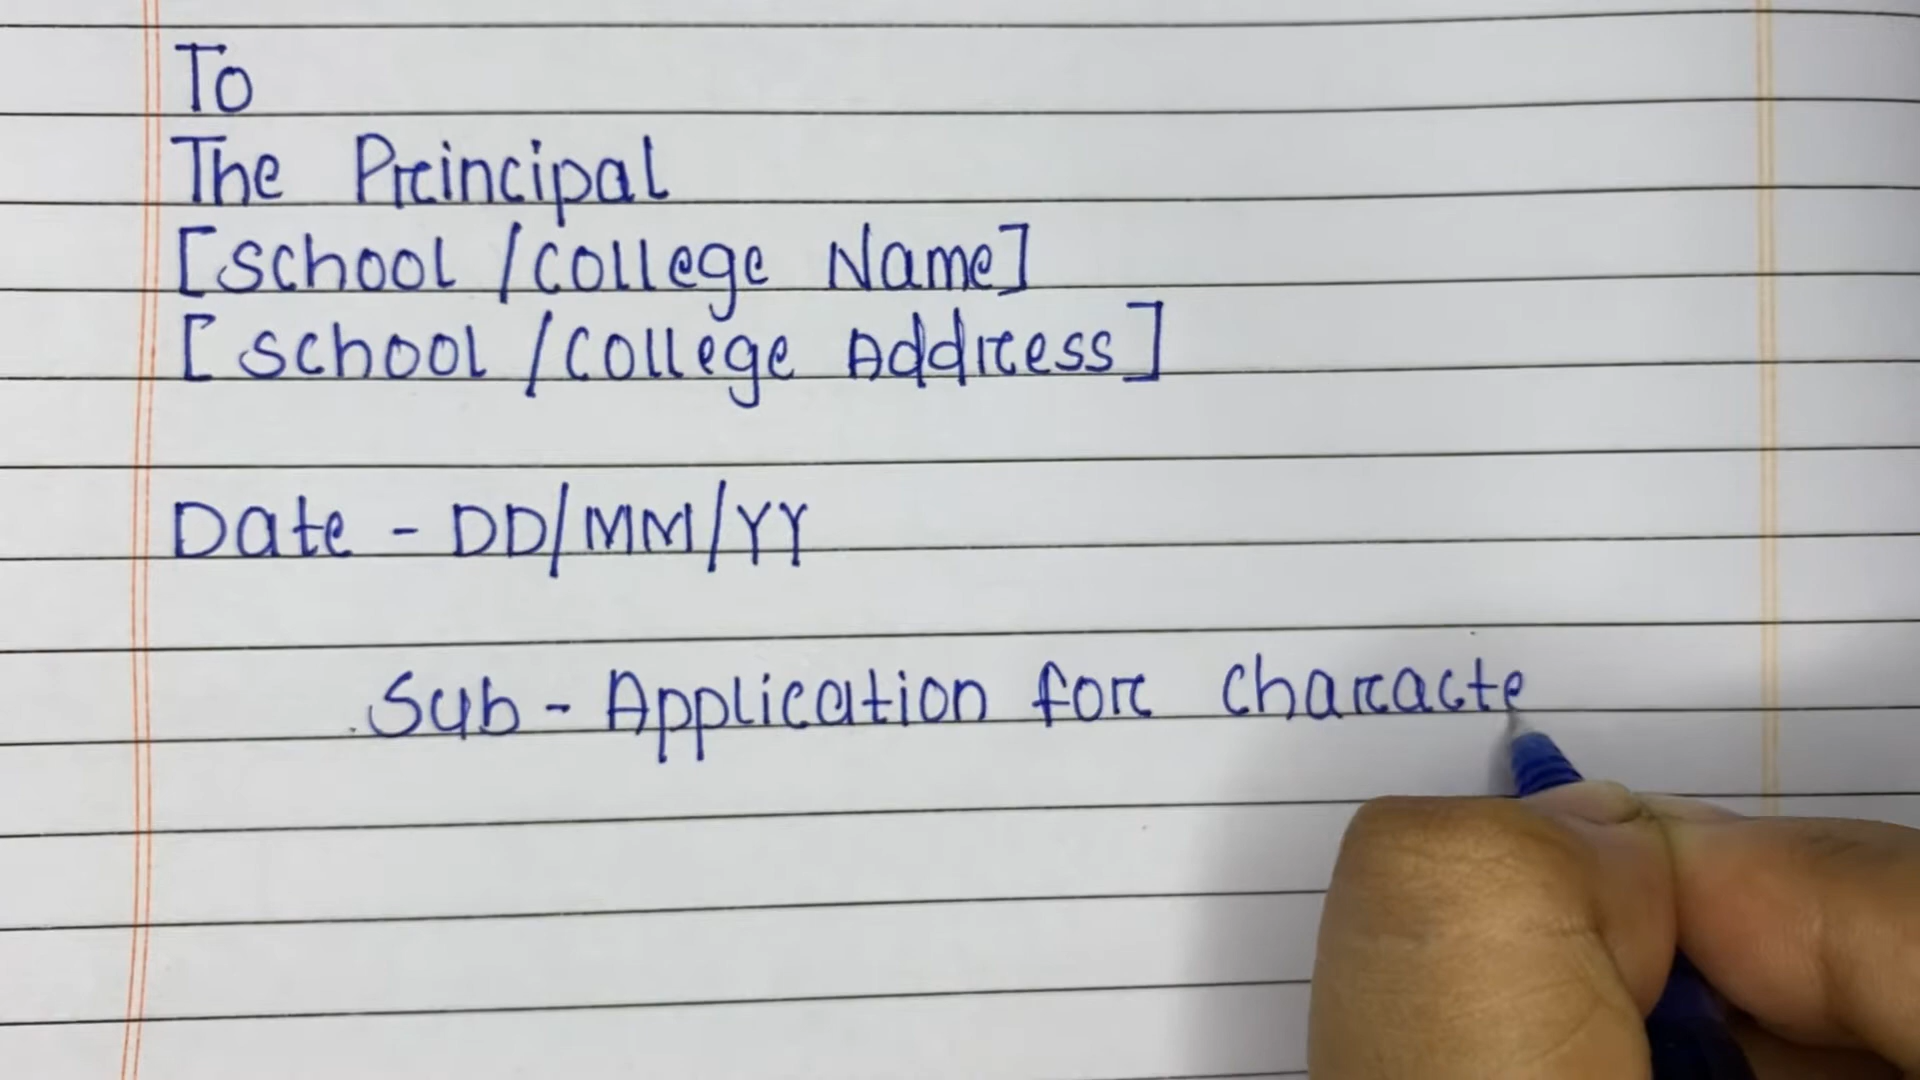 To
The Principal
[School /College Name]
[School /College Address]
Date - DD/MM/YY
Sub - Application for characte